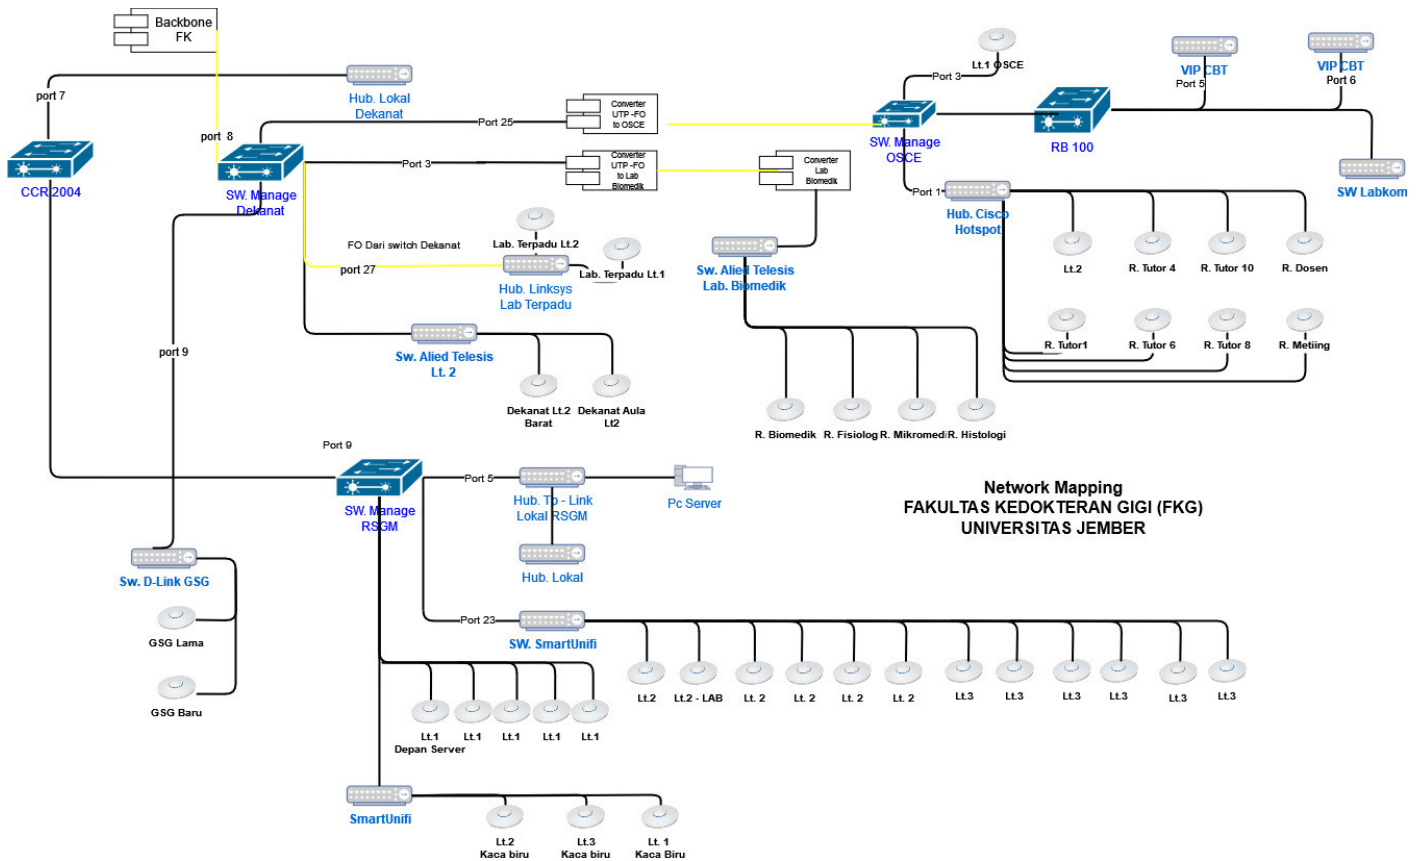 Backbone
FK
port 7
Hub. Lokal
Dekanat
port 8
CCR 2004
SW. Manage
Dekanat
Port 25
Converter
UTP -FO
to OSCE
Port 3
Converter
UTP -FO
to Lab
Biomedik
Converter
Lab
Biomedik
Lt.1 OSCE
Port 3
SW. Manage
OSCE
RB 100
VIP CBT
Port 5
VIP CBT
Port 6
SW Labkom
Port 1
Hub. Cisco
Hotspot
Lt.2
R. Tutor 4
R. Tutor 10
R. Dosen
R. Tutor1
R. Tutor 6
R. Tutor 8
R. Metiing
FO Dari switch Dekanat
port 27
Lab. Terpadu Lt.2
Lab. Terpadu Lt.1
Hub. Linksys
Lab Terpadu
Sw. Alied Telesis
Lab. Biomedik
R. Biomedik
R. Fisiolog
R. Mikromedi
R. Histologi
port 9
Sw. Alied Telesis
Lt. 2
Dekanat Lt.2
Barat
Dekanat Aula
Lt2
Port 9
SW. Manage
RSGM
Port 5
Hub. Tp - Link
Lokal RSGM
Pc Server
Hub. Lokal
Network Mapping
FAKULTAS KEDOKTERAN GIGI (FKG)
UNIVERSITAS JEMBER
Sw. D-Link GSG
GSG Lama
GSG Baru
Port 23
SW. SmartUnifi
Lt.2
Lt.2 - LAB
Lt. 2
Lt. 2
Lt. 2
Lt. 2
Lt.3
Lt.3
Lt.3
Lt.3
Lt.3
Lt.3
Lt.1
Depan Server
Lt.1
Lt.1
Lt.1
Lt.1
SmartUnifi
Lt.2
Kaca biru
Lt.3
Kaca biru
Lt. 1
Kaca Biru